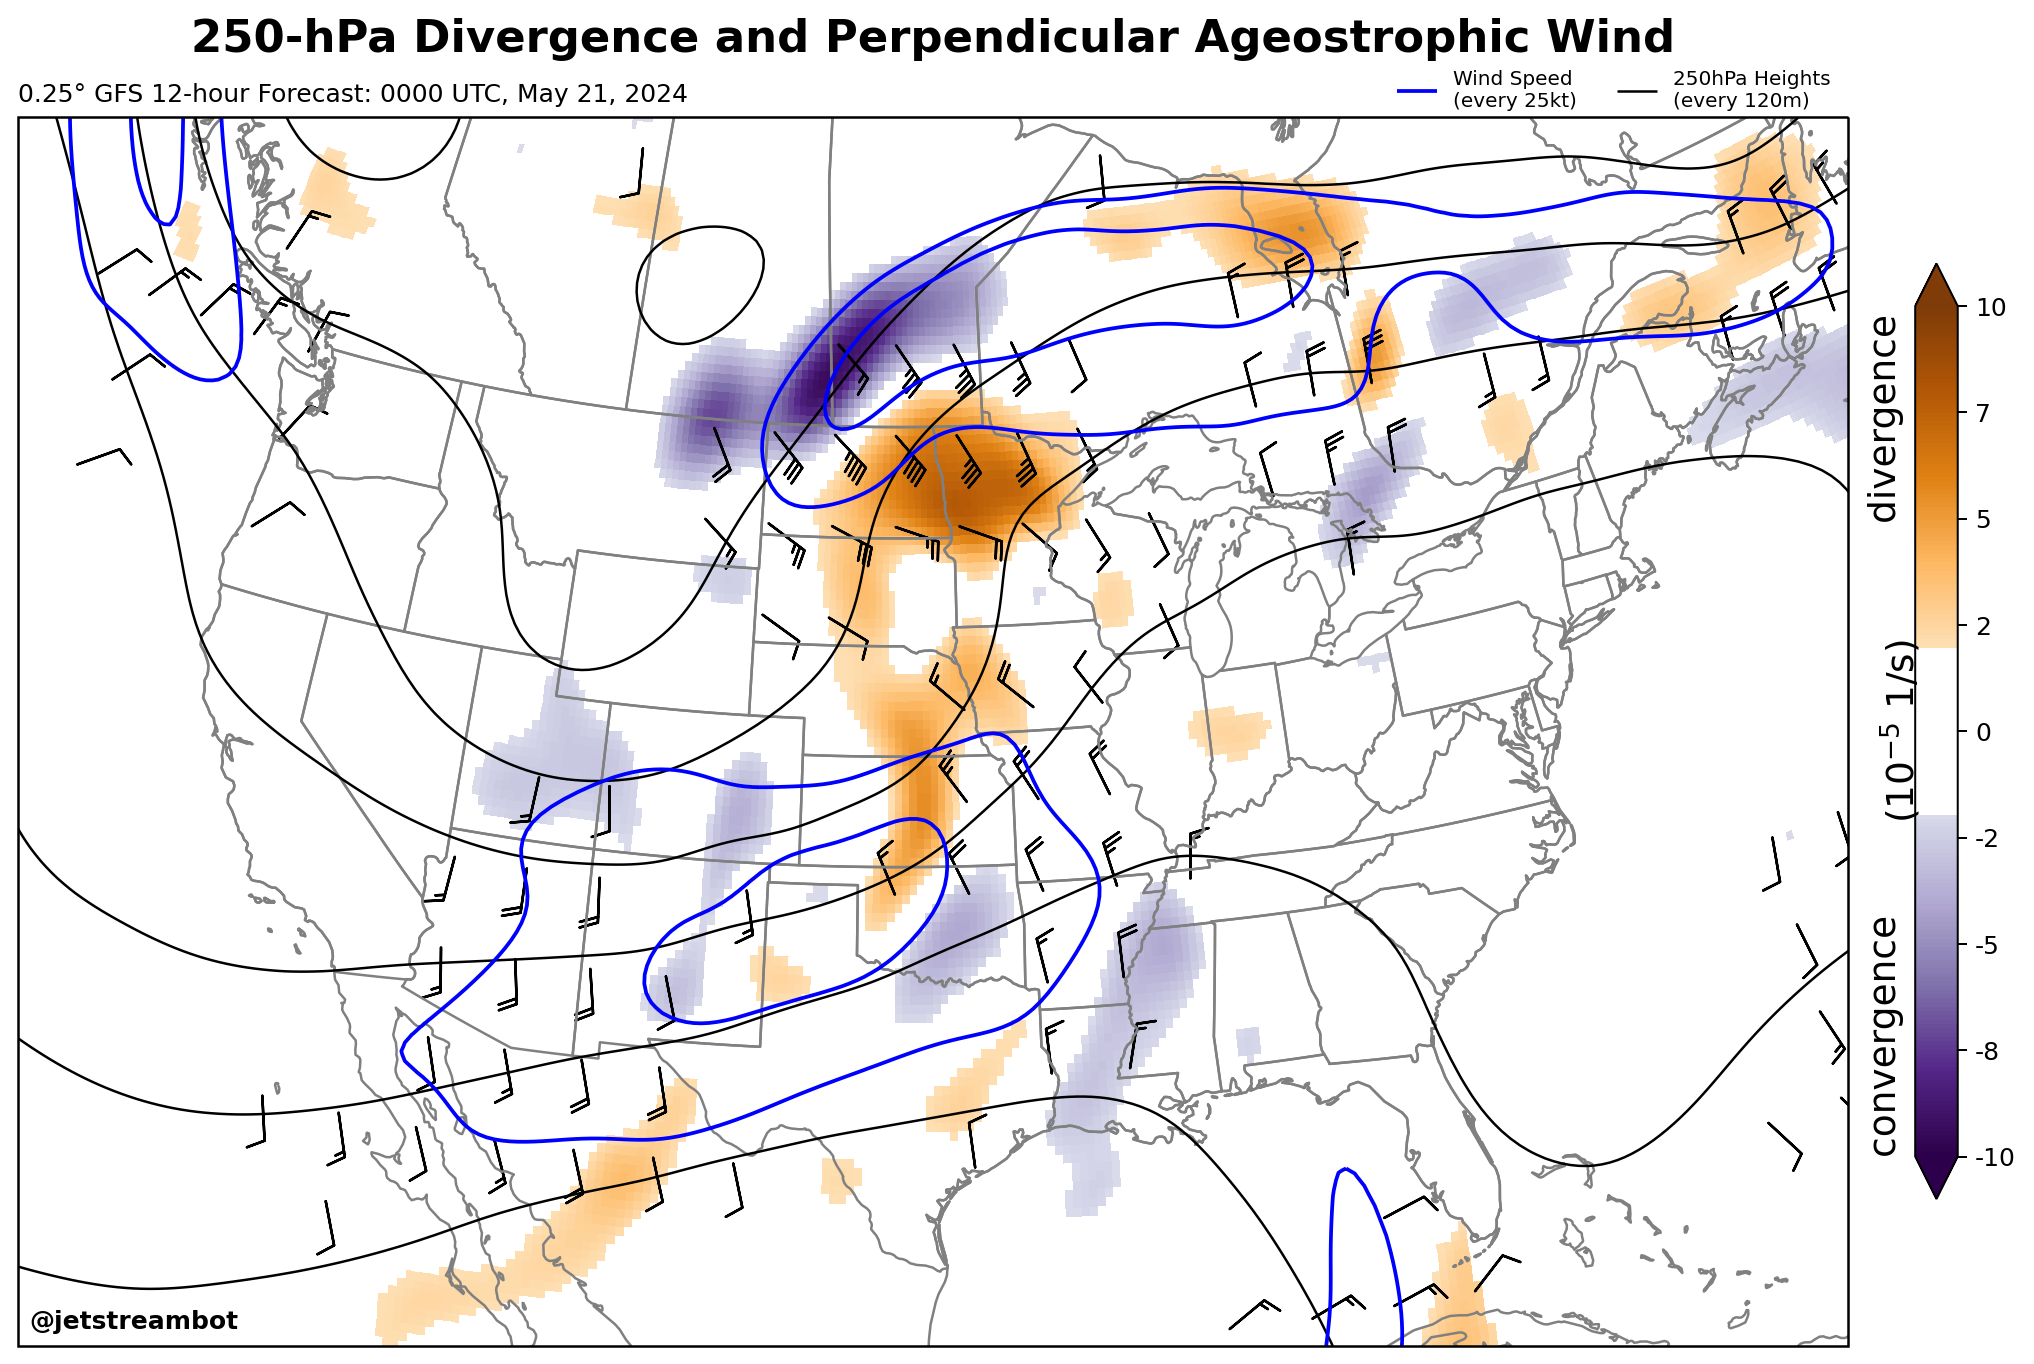 250-hPa Divergence and Perpendicular Ageostrophic Wind
0.25° GFS 12-hour Forecast: 0000 UTC, May 21, 2024
Wind Speed
(every 25kt)
250hPa Heights
(every 120m)
divergence
(10⁻⁵ 1/s)
convergence
10
7
5
2
0
-2
-5
-8
-10
@jetstreambot